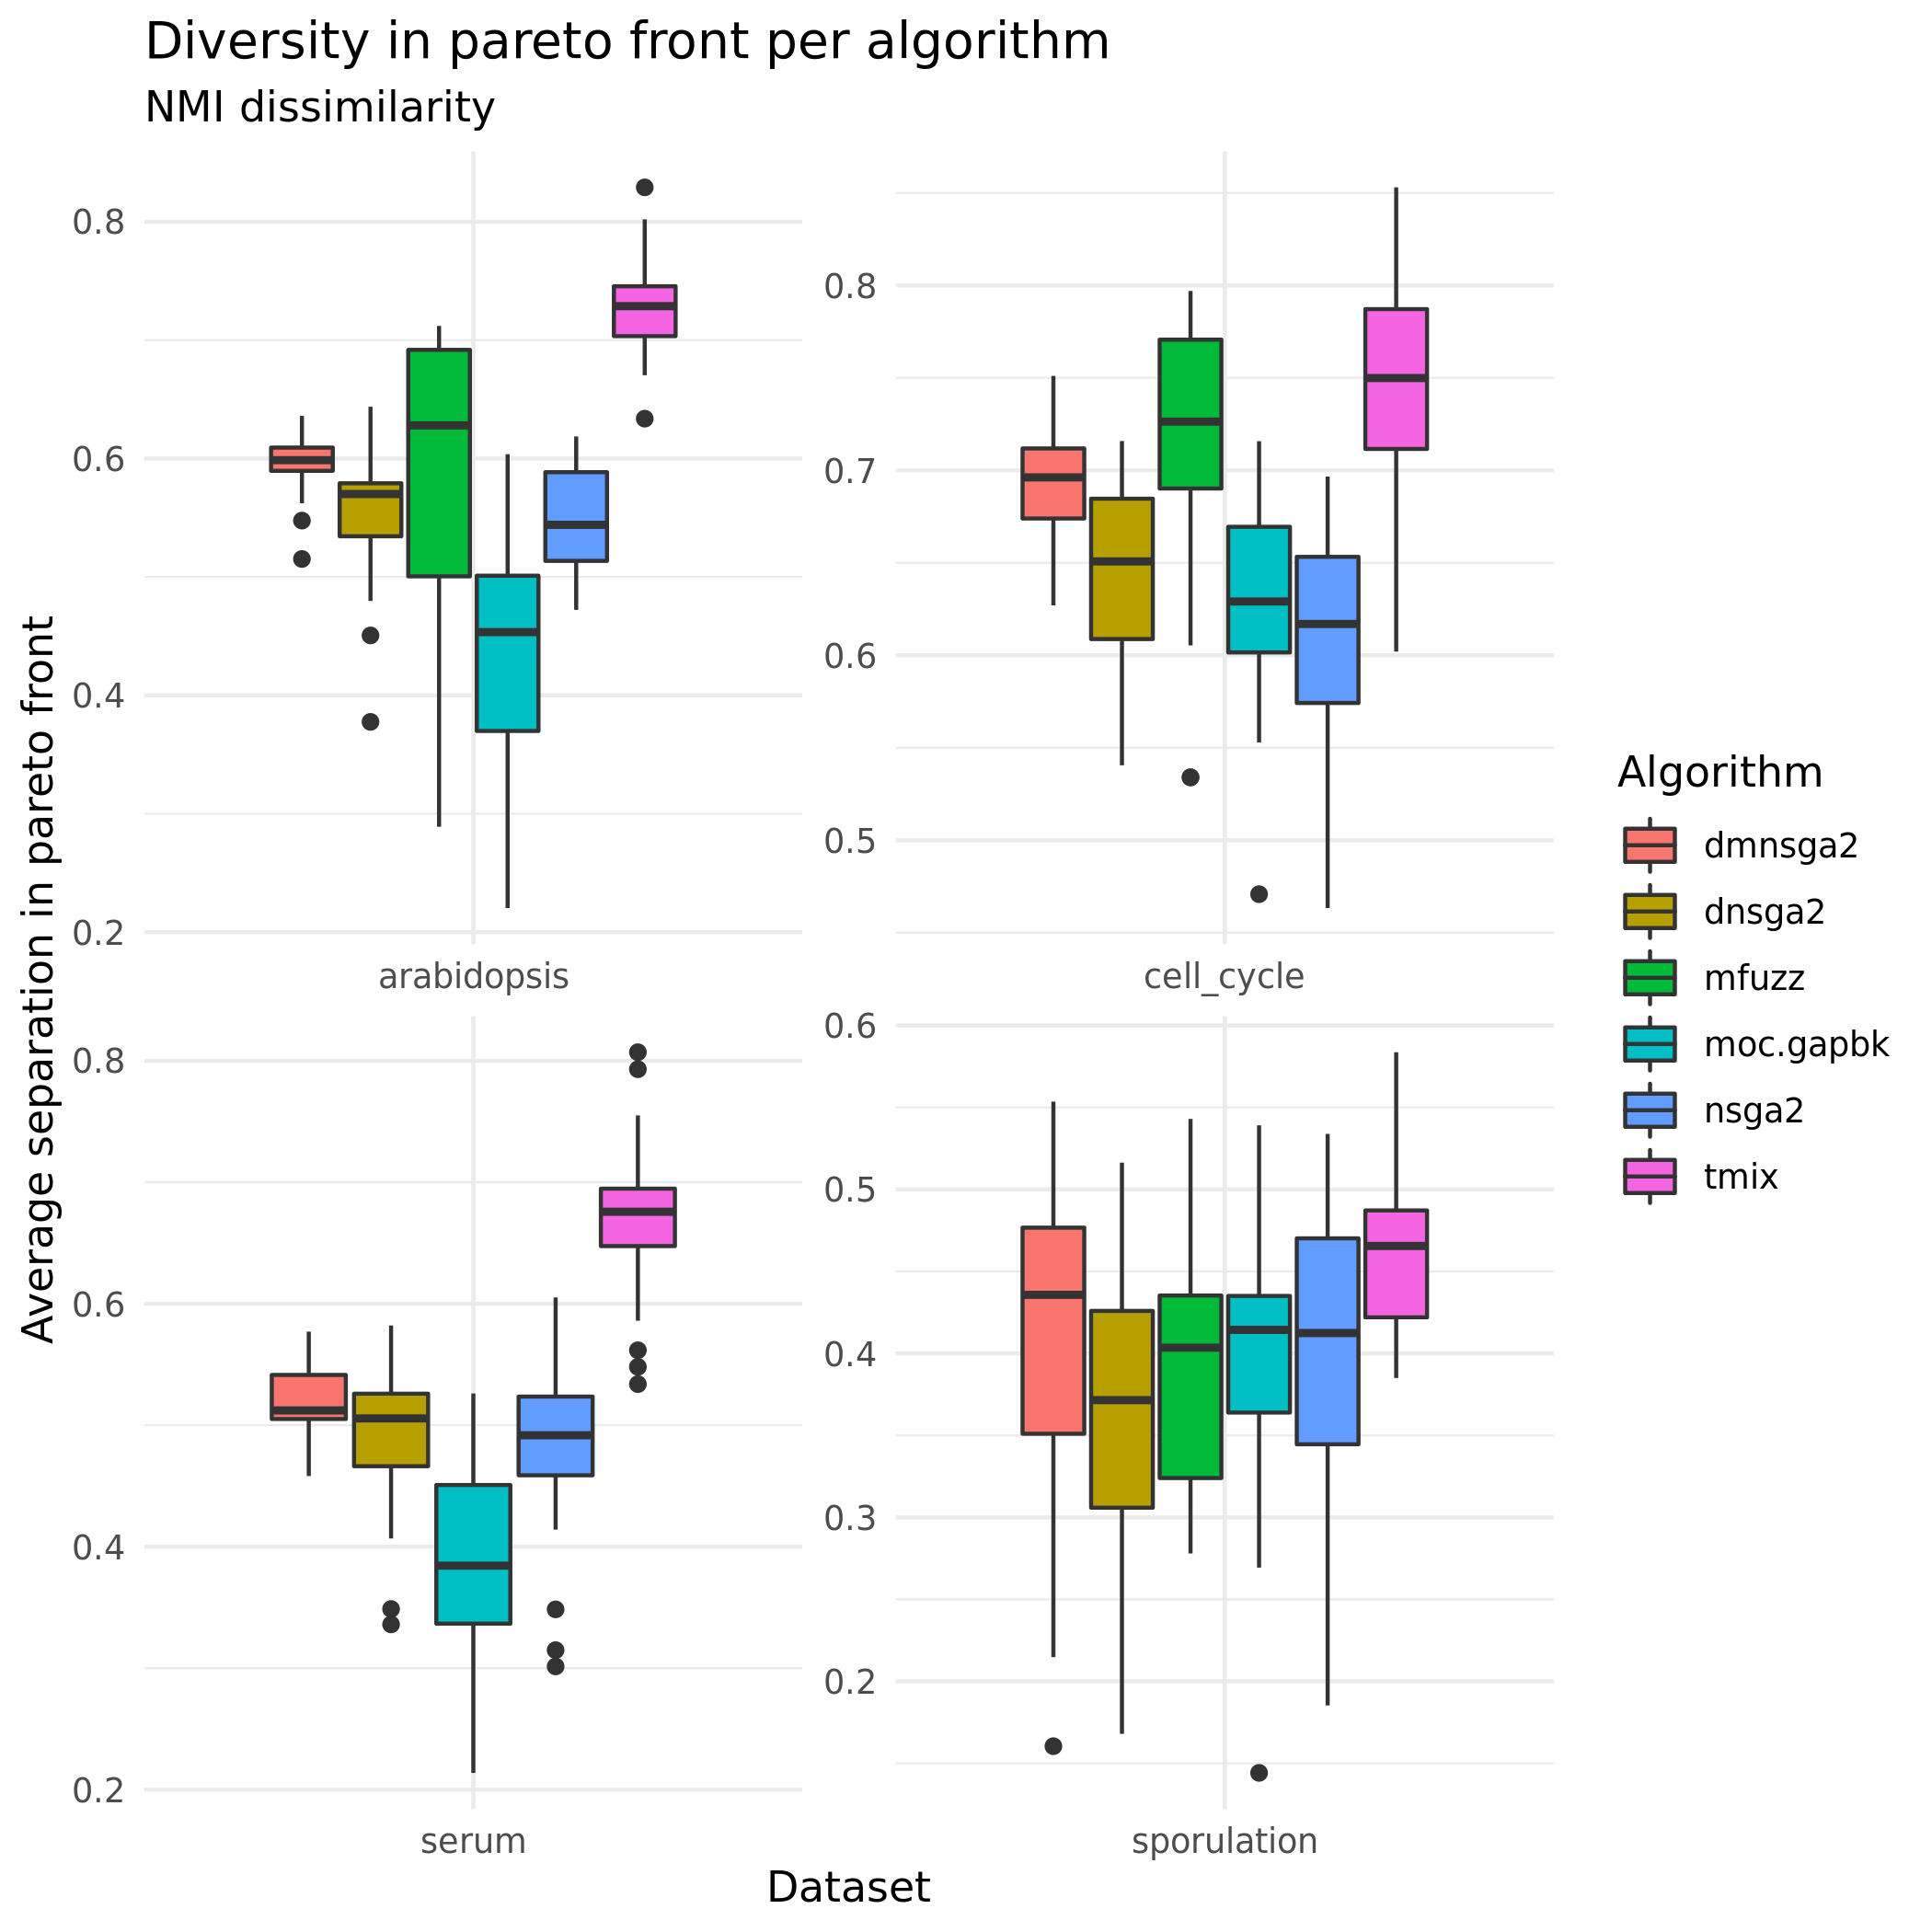 Diversity in pareto front per algorithm
NMI dissimilarity
Average separation in pareto front
0.8
0.6
0.4
0.2
arabidopsis
0.8
0.7
0.6
0.5
cell_cycle
0.8
0.6
0.4
0.2
serum
0.6
0.5
0.4
0.3
0.2
sporulation
Dataset
Algorithm
dmnsga2
dnsga2
mfuzz
moc.gapbk
nsga2
tmix